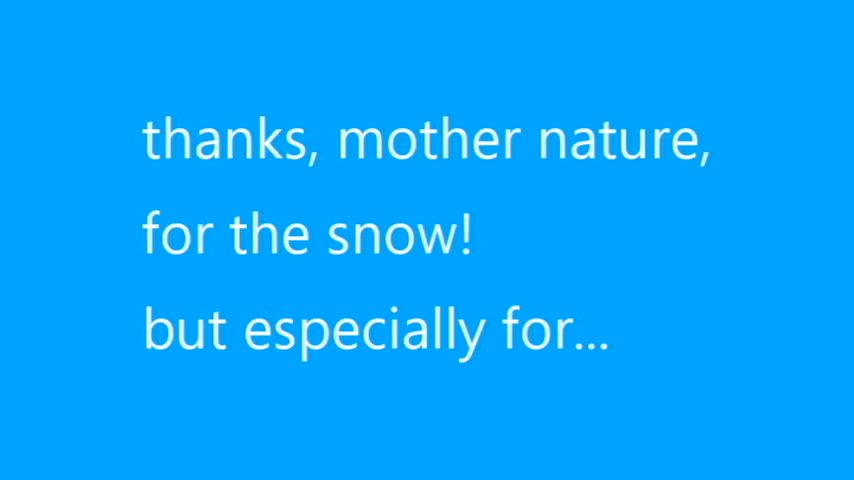 thanks, mother nature,
for the snow!
but especially for...